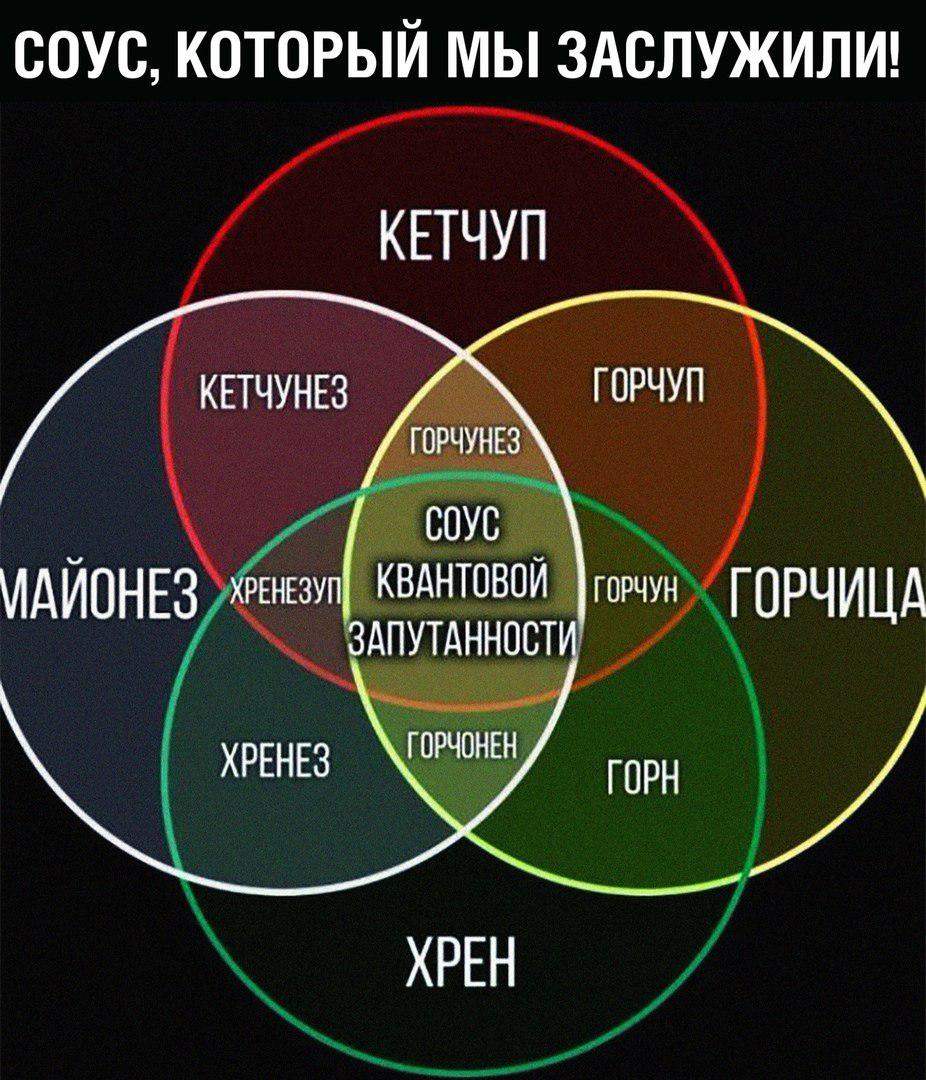 СОУС, КОТОРЫЙ МЫ ЗАСЛУЖИЛИ!
КЕТЧУП
КЕТЧУНЕЗ
ГОРЧУП
ГОРЧУНЕЗ
МАЙОНЕЗ
ХРЕНЕЗУП
СОУС
КВАНТОВОЙ
ЗАПУТАННОСТИ
ГОРЧУН
ГОРЧИЦА
ХРЕНЕЗ
ГОРЧОНЕН
ГОРН
ХРЕН